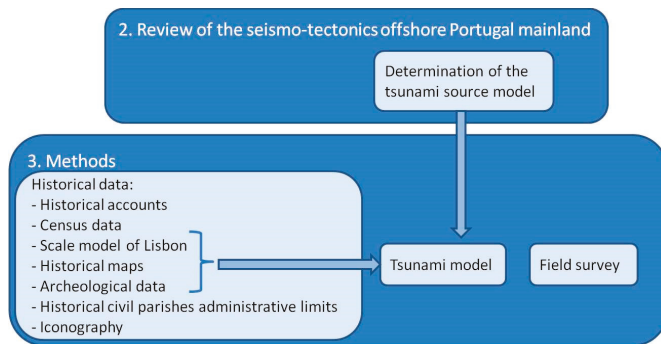 2. Review of the seismo-tectonics offshore Portugal mainland
Determination of the
tsunami source model
3. Methods
Historical data:
- Historical accounts
- Census data
- Scale model of Lisbon
- Historical maps
- Archeological data
- Historical civil parishes administrative limits
- Iconography
Tsunami model
Field survey